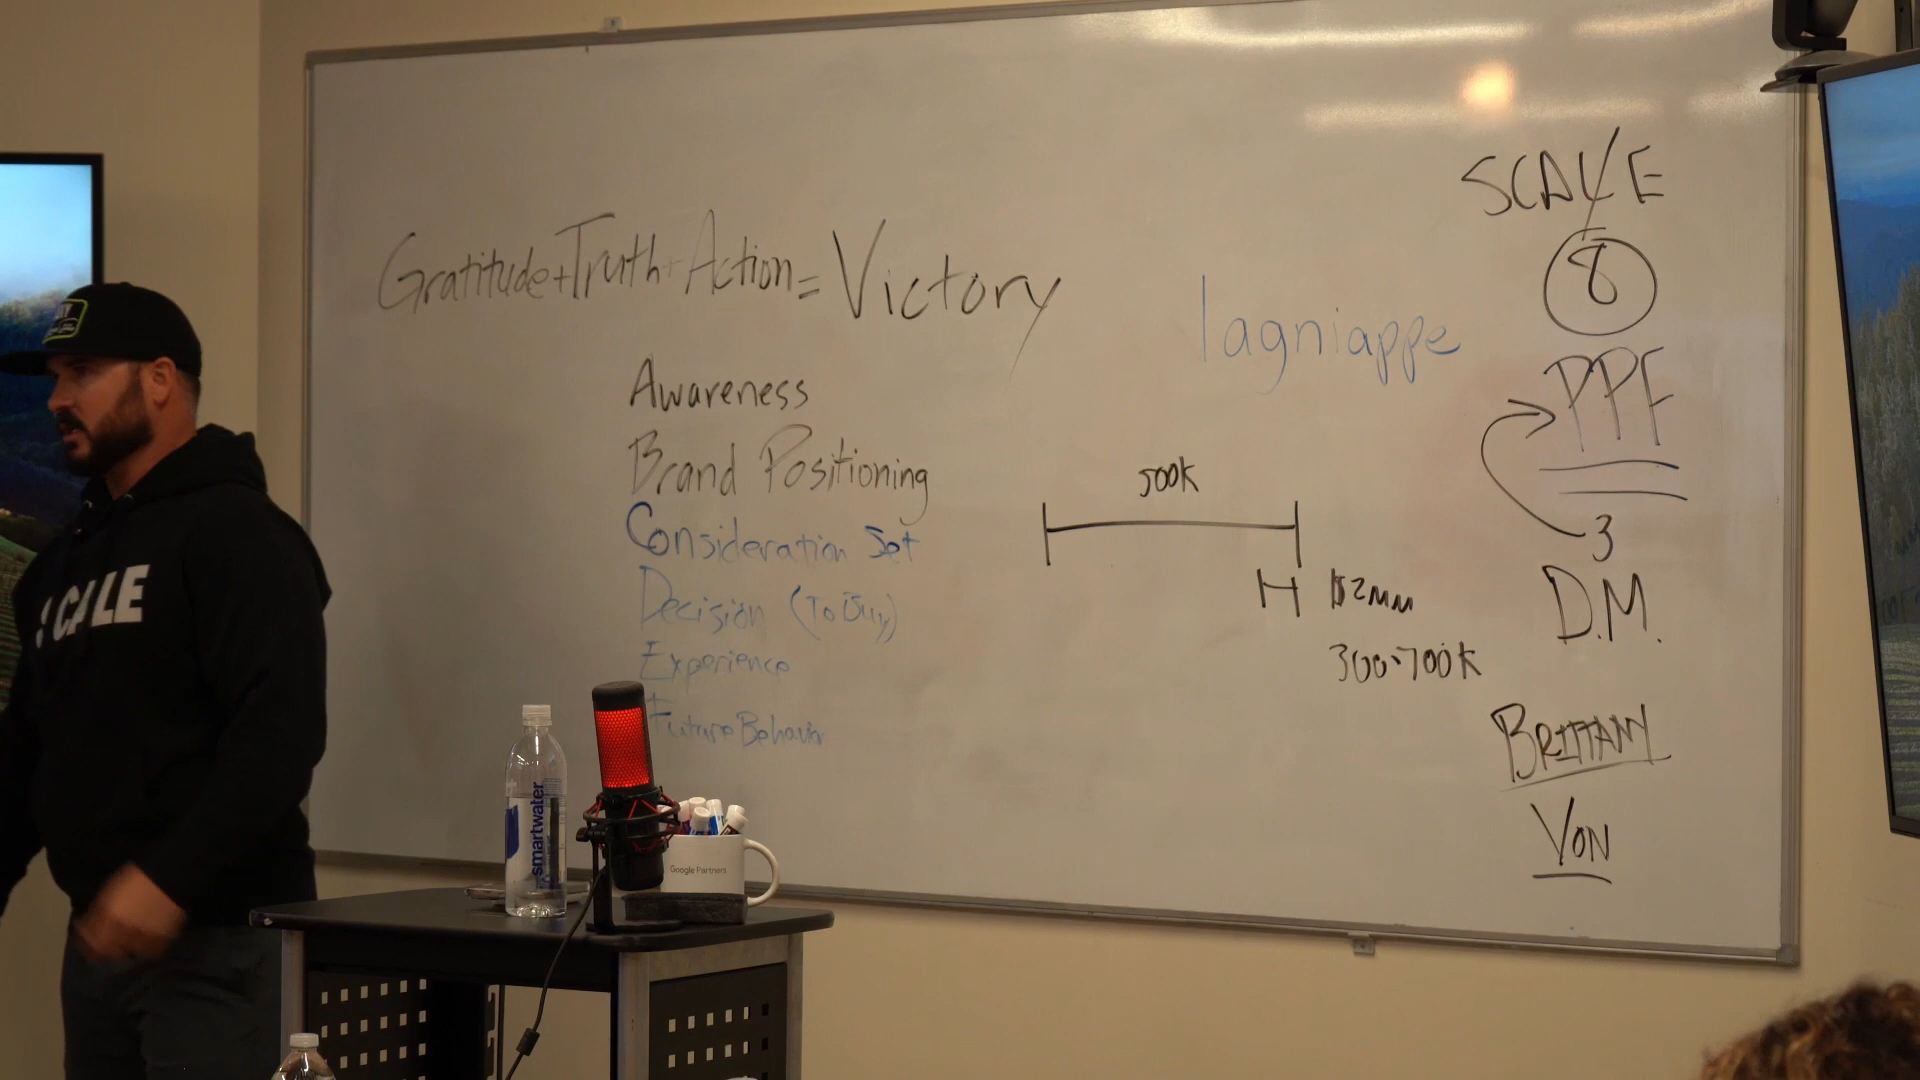 Gratitude+Truth+Action=Victory
Awareness
Brand Positioning
Consideration Set
Decision (To Buy)
Experience
Future Behavior
lagniappe
500K
$2MM
300-700K
SCALE
8
PPF
3
D.M.
BRITTANY
VON
SCALE
smartwater
Google Partners